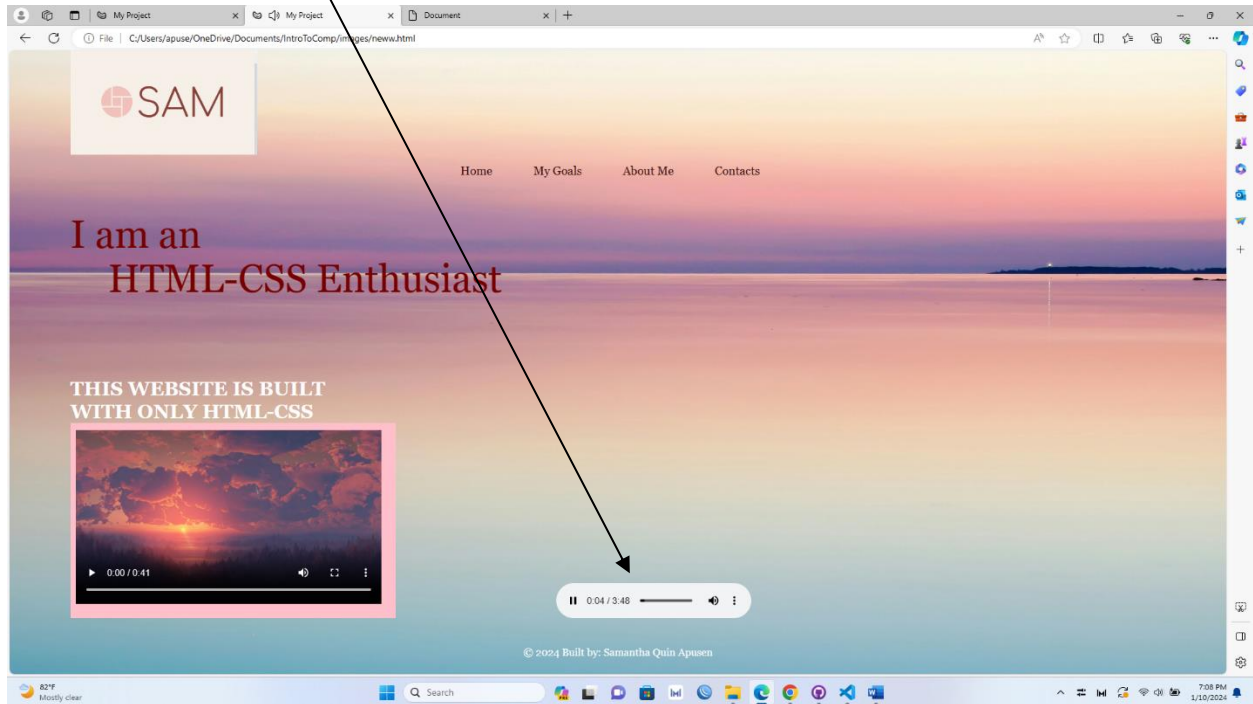 My Project
My Project
Document
File
C:/Users/apuse/OneDrive/Documents/IntroToComp/images/neww.html
SAM
Home
My Goals
About Me
Contacts
I am an
HTML-CSS Enthusiast
THIS WEBSITE IS BUILT
WITH ONLY HTML-CSS
0:00 / 0:41
0:04 / 3:48
© 2024 Built by: Samantha Quin Apusen
82°F
Mostly clear
Search
7:08 PM
1/10/2024